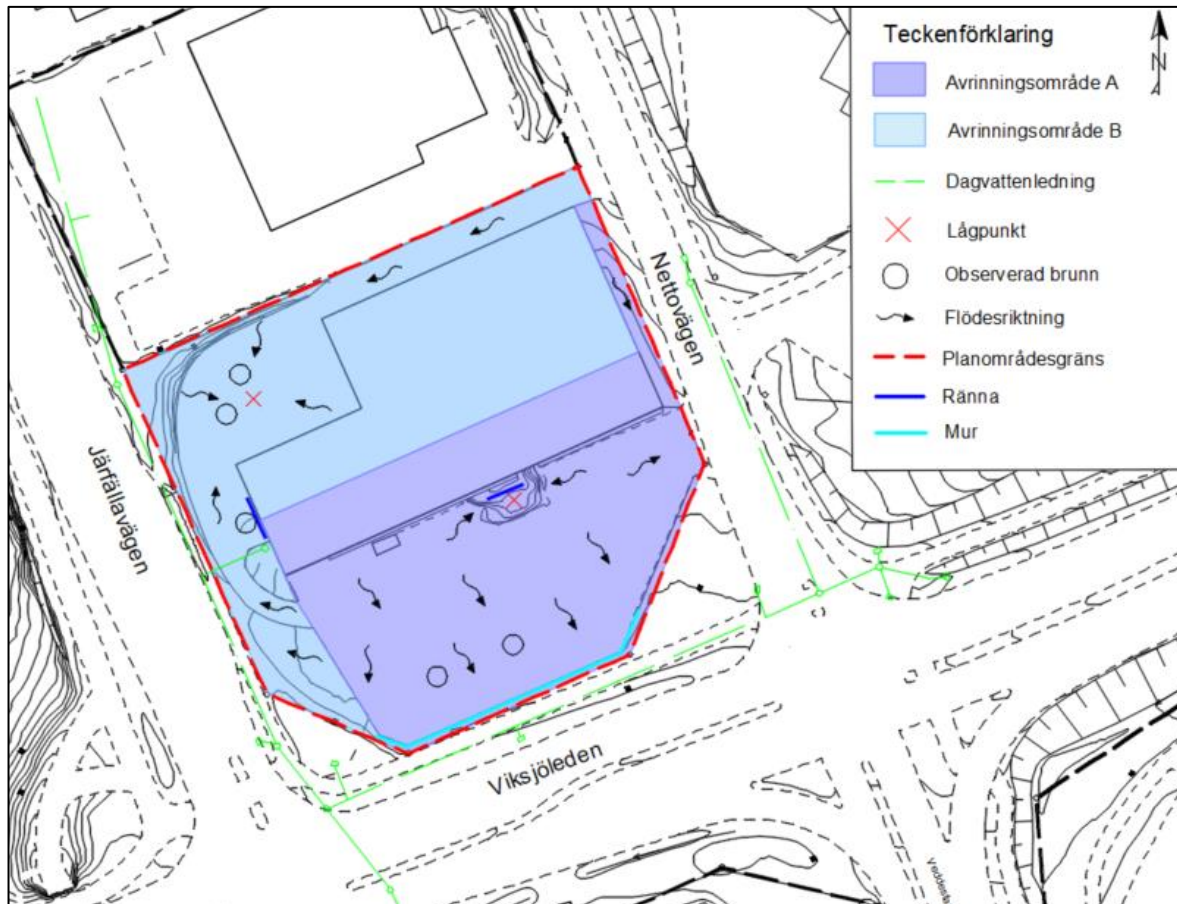 Teckenförklaring
N
Avrinningsområde A
Avrinningsområde B
Dagvattenledning
Lågpunkt
Observerad brunn
Flödesriktning
Planområdesgräns
Ränna
Mur
Nettovägen
Järfällavägen
Viksjöleden